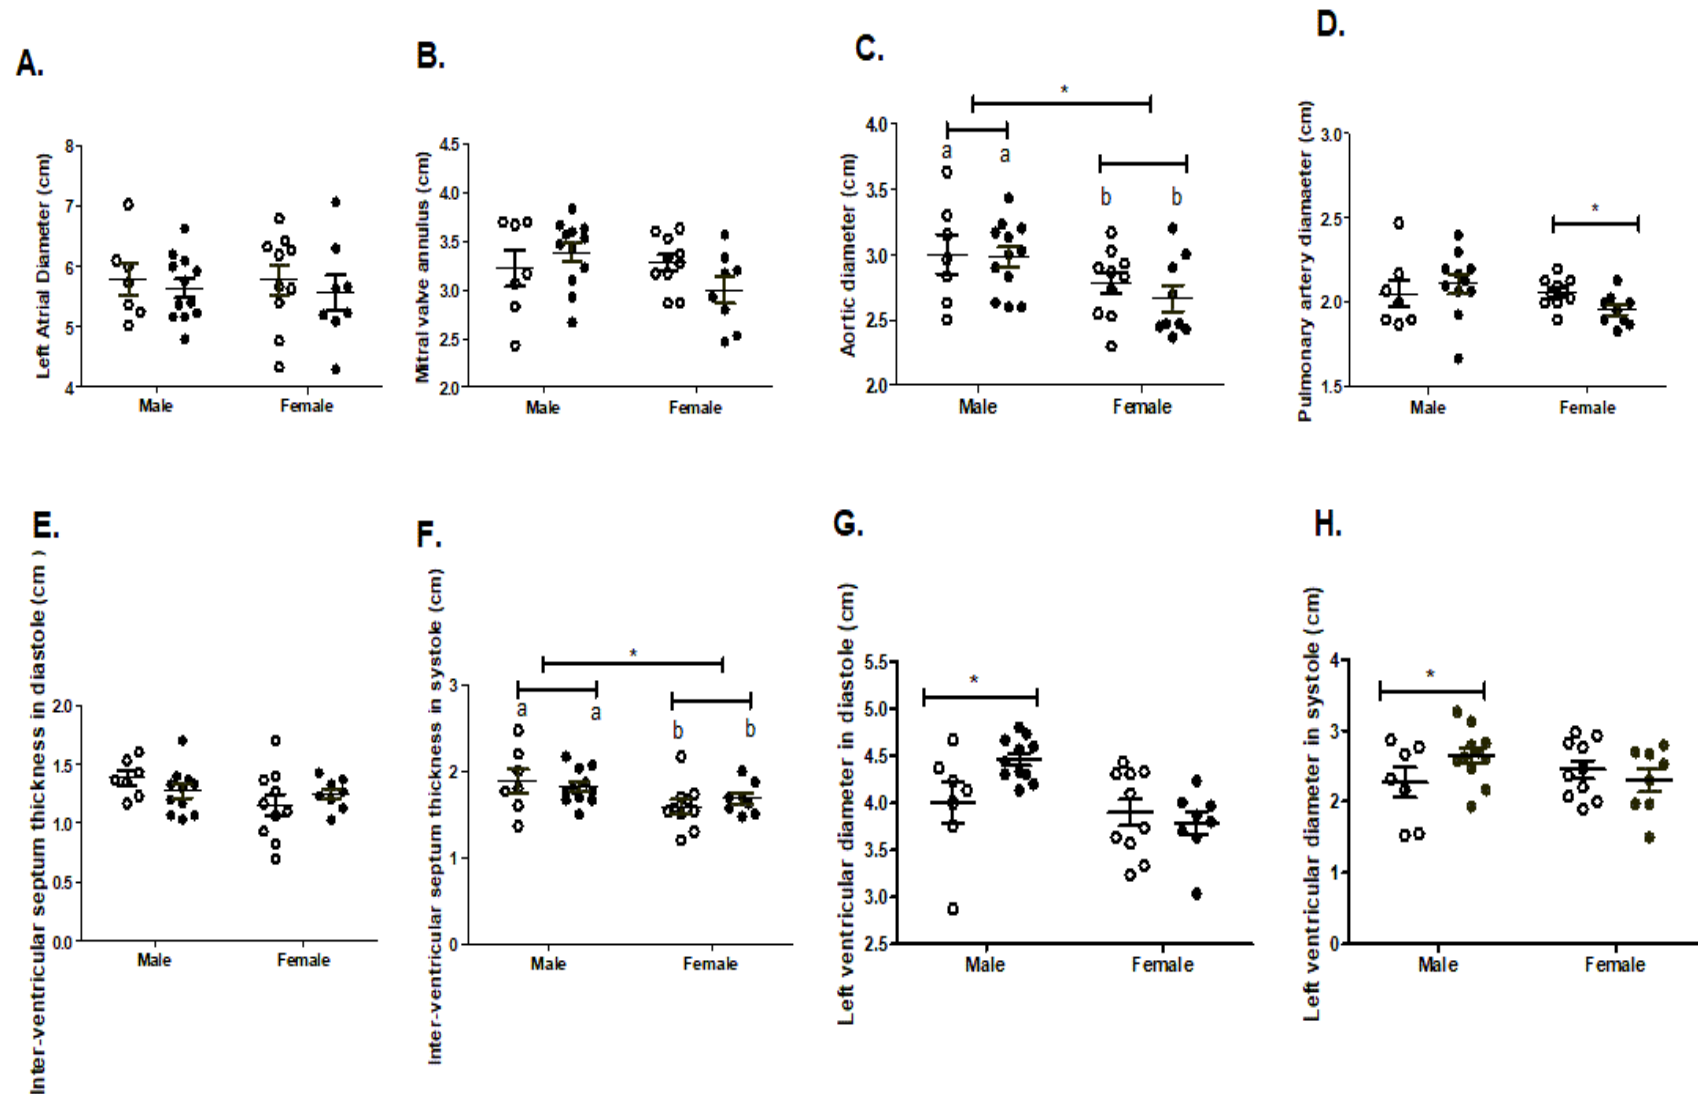 A.
Left Atrial Diameter (cm)
8
7
6
5
4
Male
Female
B.
Mitral valve annulus (cm)
4.5
4.0
3.5
3.0
2.5
2.0
Male
Female
C.
Aortic diameter (cm)
4.0
3.5
3.0
2.5
2.0
*
a
a
b
b
Male
Female
D.
Pulmonary artery diamaeter (cm)
3.0
2.5
2.0
1.5
*
Male
Female
E.
Inter-ventricular septum thickness in diastole (cm )
2.0
1.5
1.0
0.5
0.0
Male
Female
F.
Inter-ventricular septum thickness in systole (cm)
3
2
1
0
*
a
a
b
b
Male
Female
G.
Left ventricular diameter in diastole (cm)
5.5
5.0
4.5
4.0
3.5
3.0
2.5
*
Male
Female
H.
Left ventricular diameter in systole (cm)
4
3
2
1
0
*
Male
Female